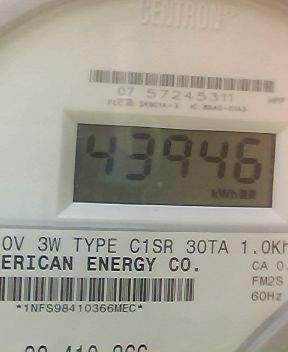 CENTRON
07 57245311
43946
kWh
0V 3W TYPE C1SR 30TA 1.0Kh
ERICAN ENERGY CO.
CA 0.
FM2S
60Hz
*1NFS98410366MEC*